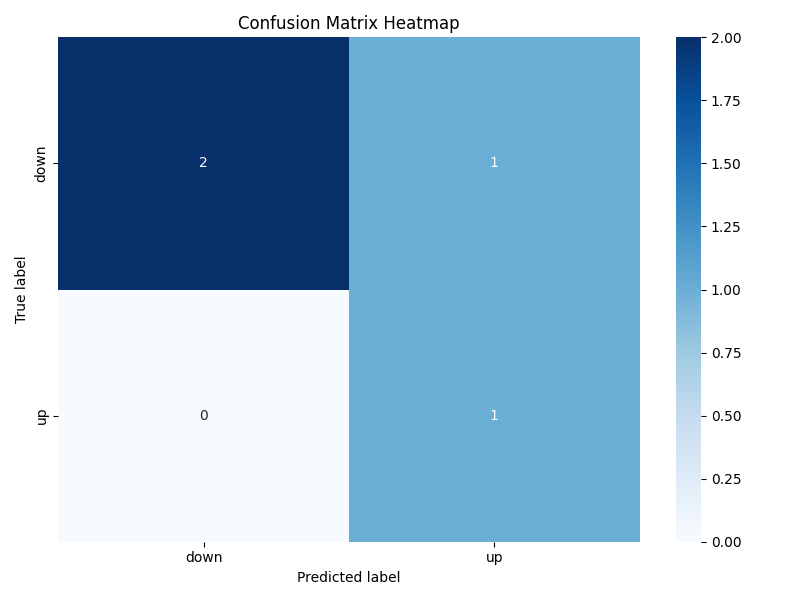 Confusion Matrix Heatmap
2.00
1.75
1.50
1.25
1.00
0.75
0.50
0.25
0.00
True label
down
up
2
1
0
1
down
up
Predicted label